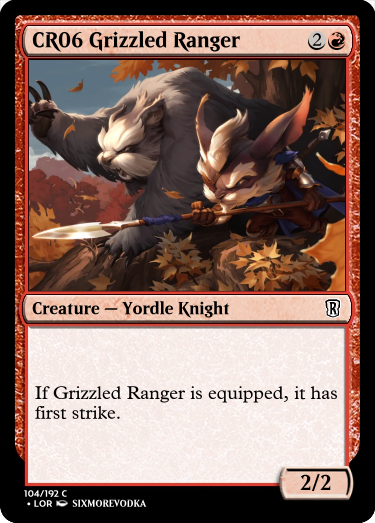 CR06 Grizzled Ranger 2
Creature — Yordle Knight R
If Grizzled Ranger is equipped, it has
first strike.
2/2
104/192 C
• LOR SIXMOREVODKA